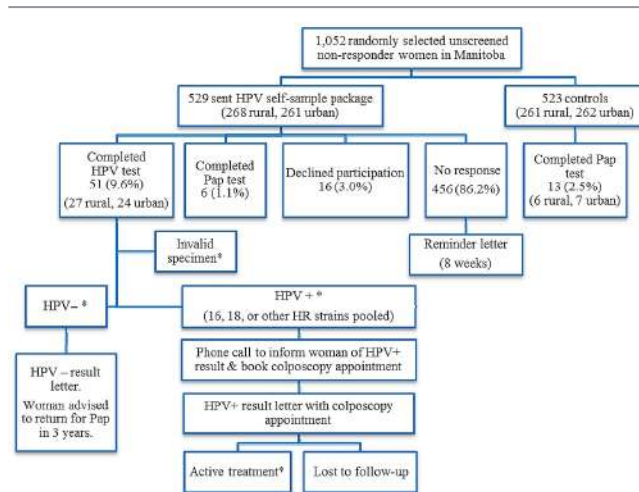 1,052 randomly selected unscreened
non-responder women in Manitoba
529 sent HPV self-sample package
(268 rural, 261 urban)
523 controls
(261 rural, 262 urban)
Completed
HPV test
51 (9.6%)
(27 rural, 24 urban)
Completed
Pap test
6 (1.1%)
Declined participation
16 (3.0%)
No response
456 (86.2%)
Completed Pap
test
13 (2.5%)
(6 rural, 7 urban)
Invalid
specimen*
Reminder letter
(8 weeks)
HPV– *
HPV + *
(16, 18, or other HR strains pooled)
HPV – result
letter.
Woman advised
to return for Pap
in 3 years.
Phone call to inform woman of HPV+
result & book colposcopy appointment
HPV+ result letter with colposcopy
appointment
Active treatment*
Lost to follow-up